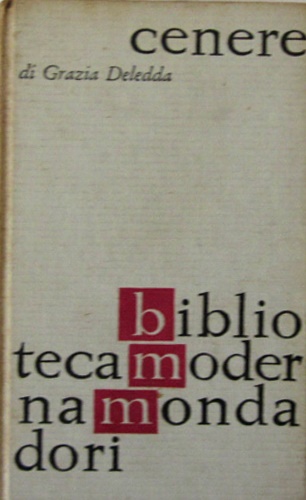 cenere
di Grazia Deledda
biblio
tecamoder
namonda
dori